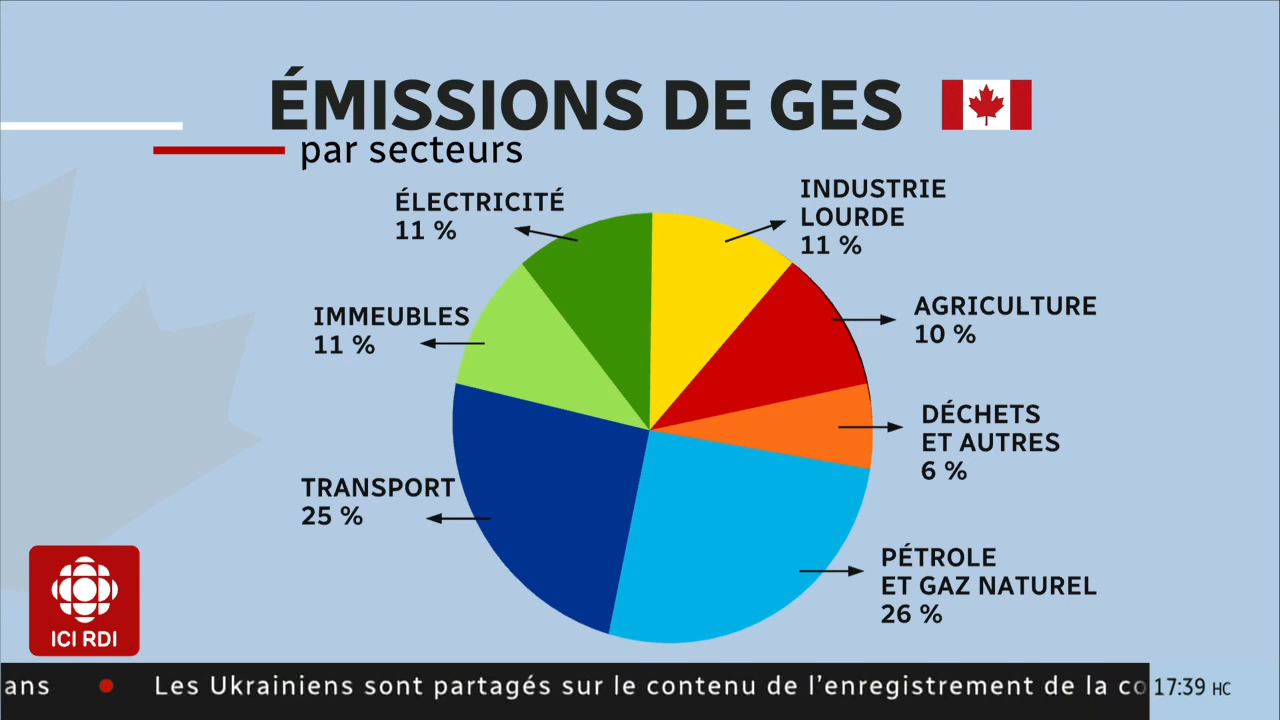 ÉMISSIONS DE GES
par secteurs
ÉLECTRICITÉ
11 %
INDUSTRIE
LOURDE
11 %
IMMEUBLES
11 %
AGRICULTURE
10 %
DÉCHETS
ET AUTRES
6 %
TRANSPORT
25 %
PÉTROLE
ET GAZ NATUREL
26 %
ICI RDI
ans • Les Ukrainiens sont partagés sur le contenu de l'enregistrement de la co
17:39 HC